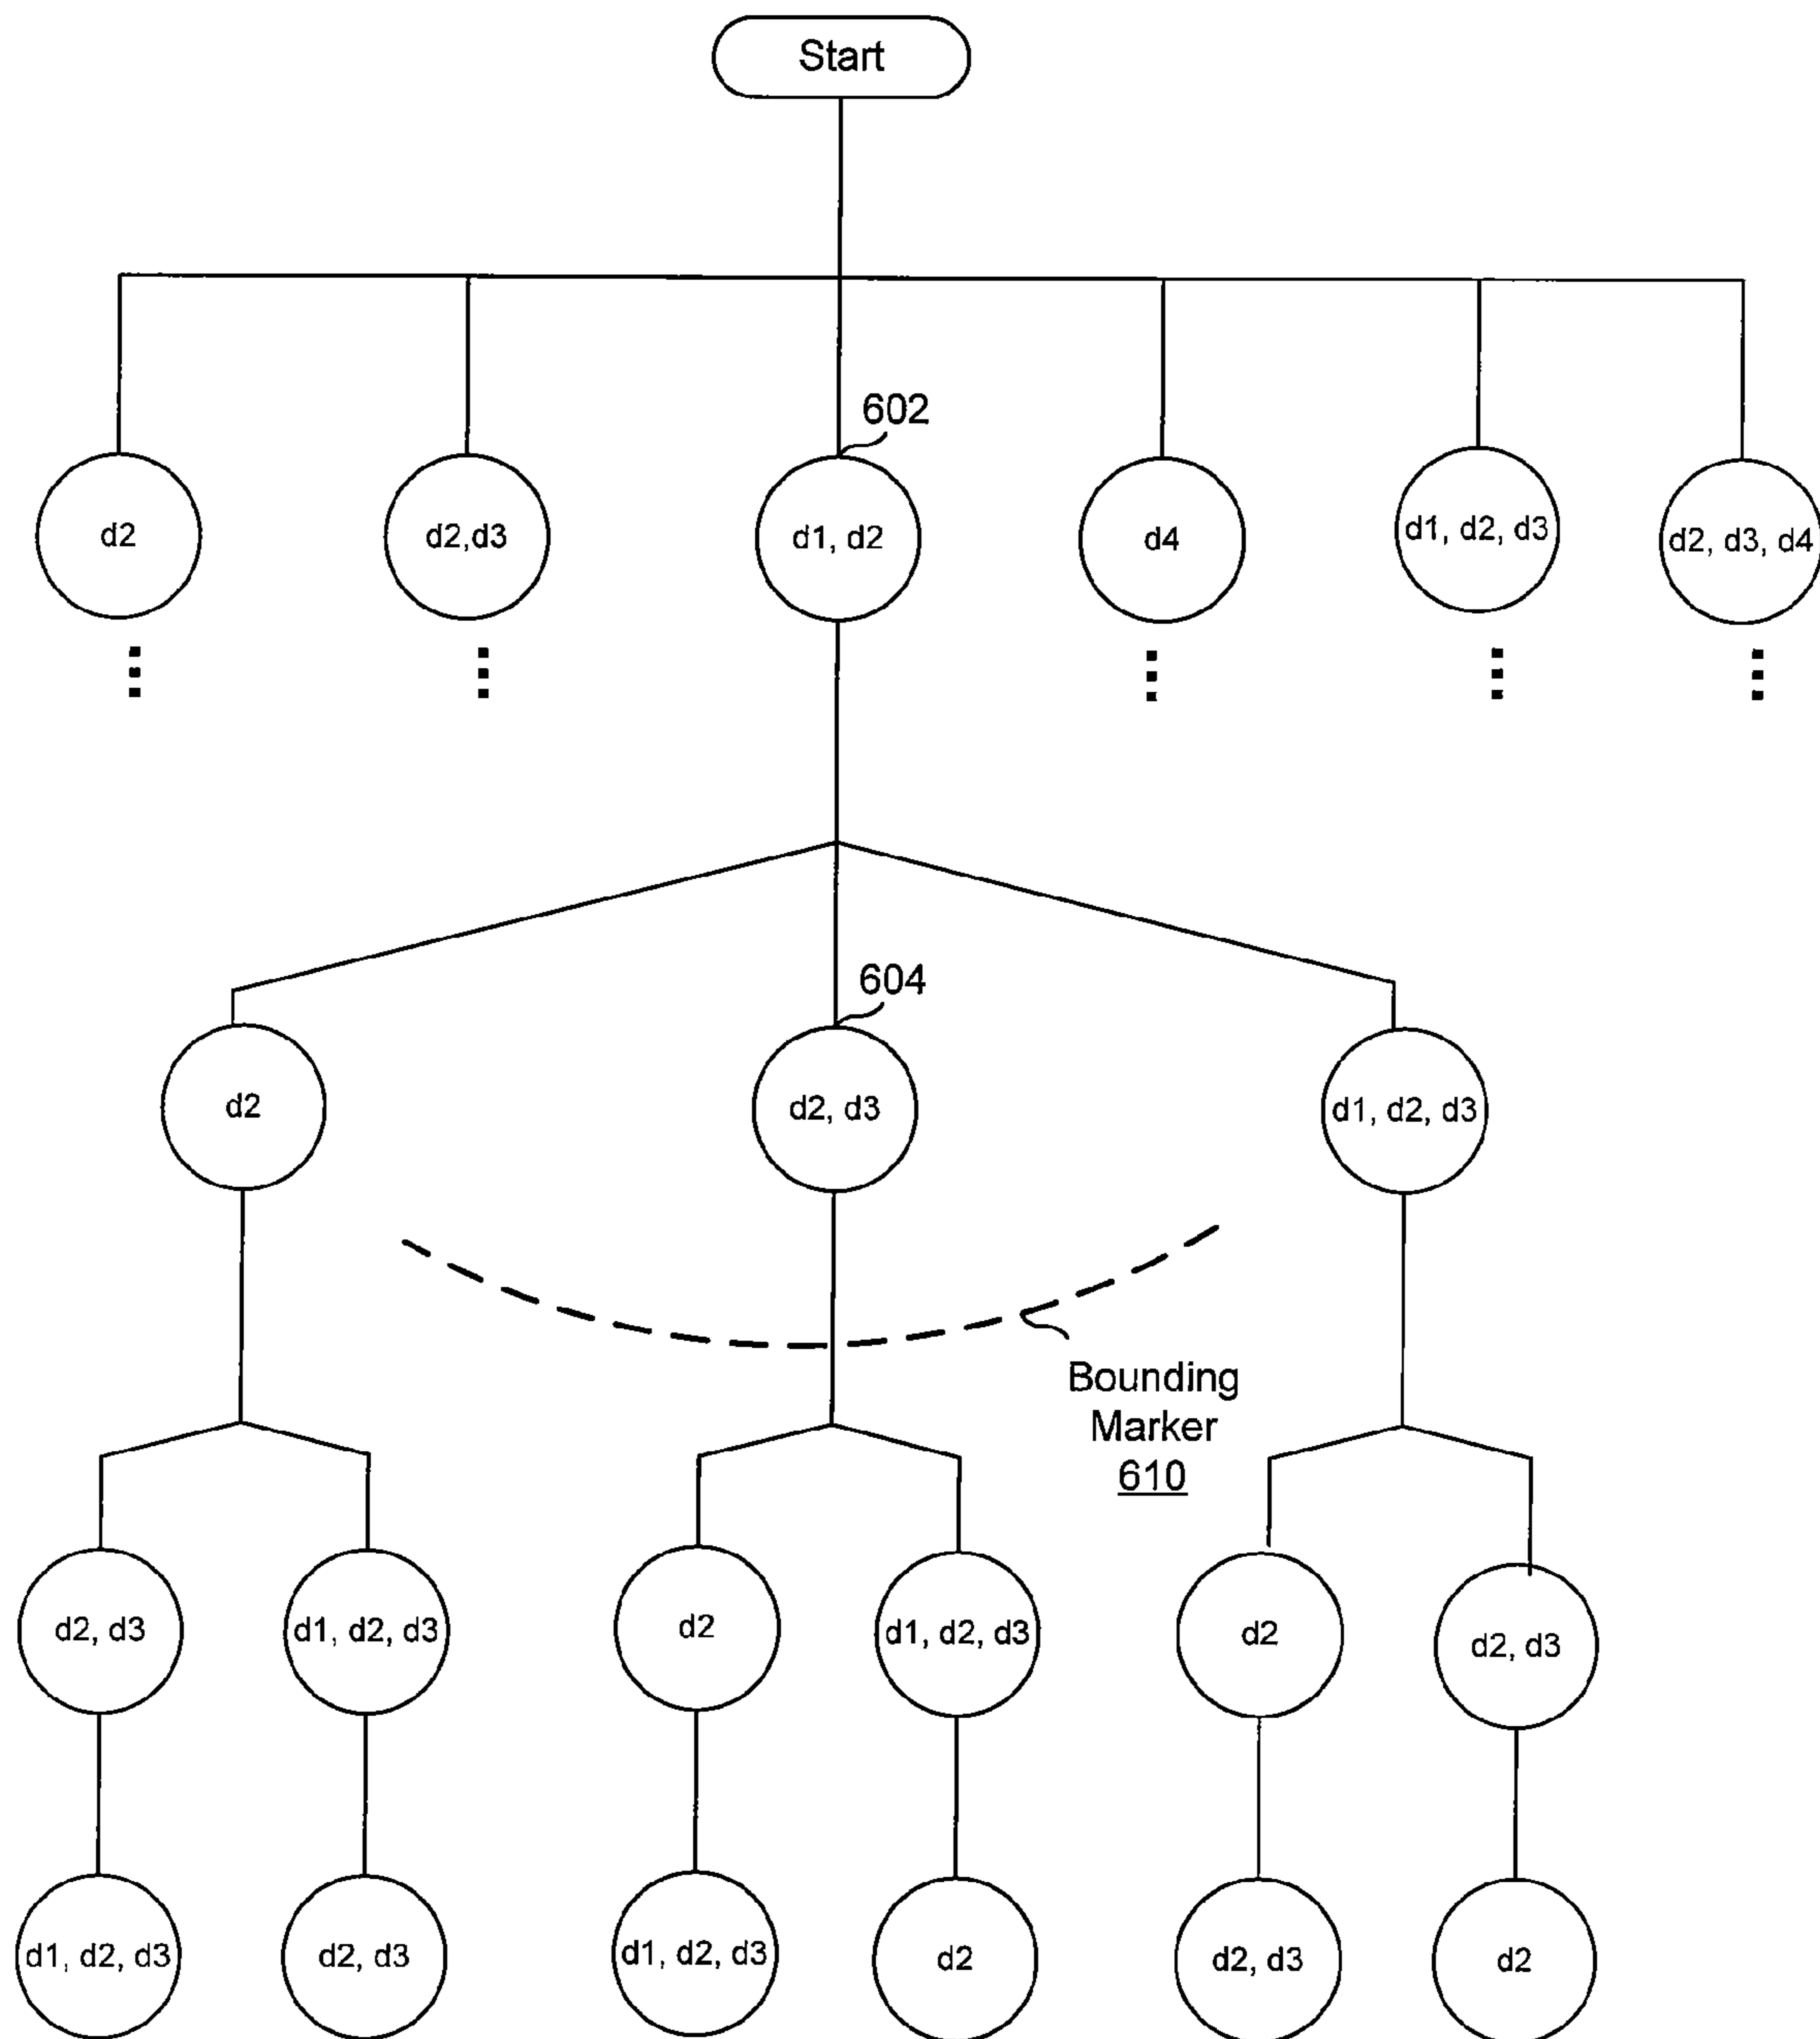 Start
602
d2
d2,d3
d1, d2
d4
d1, d2, d3
d2, d3, d4
604
d2
d2, d3
d1, d2, d3
Bounding
Marker
610
d2, d3
d1, d2, d3
d2
d1, d2, d3
d2
d2, d3
d1, d2, d3
d2, d3
d1, d2, d3
d2
d2, d3
d2